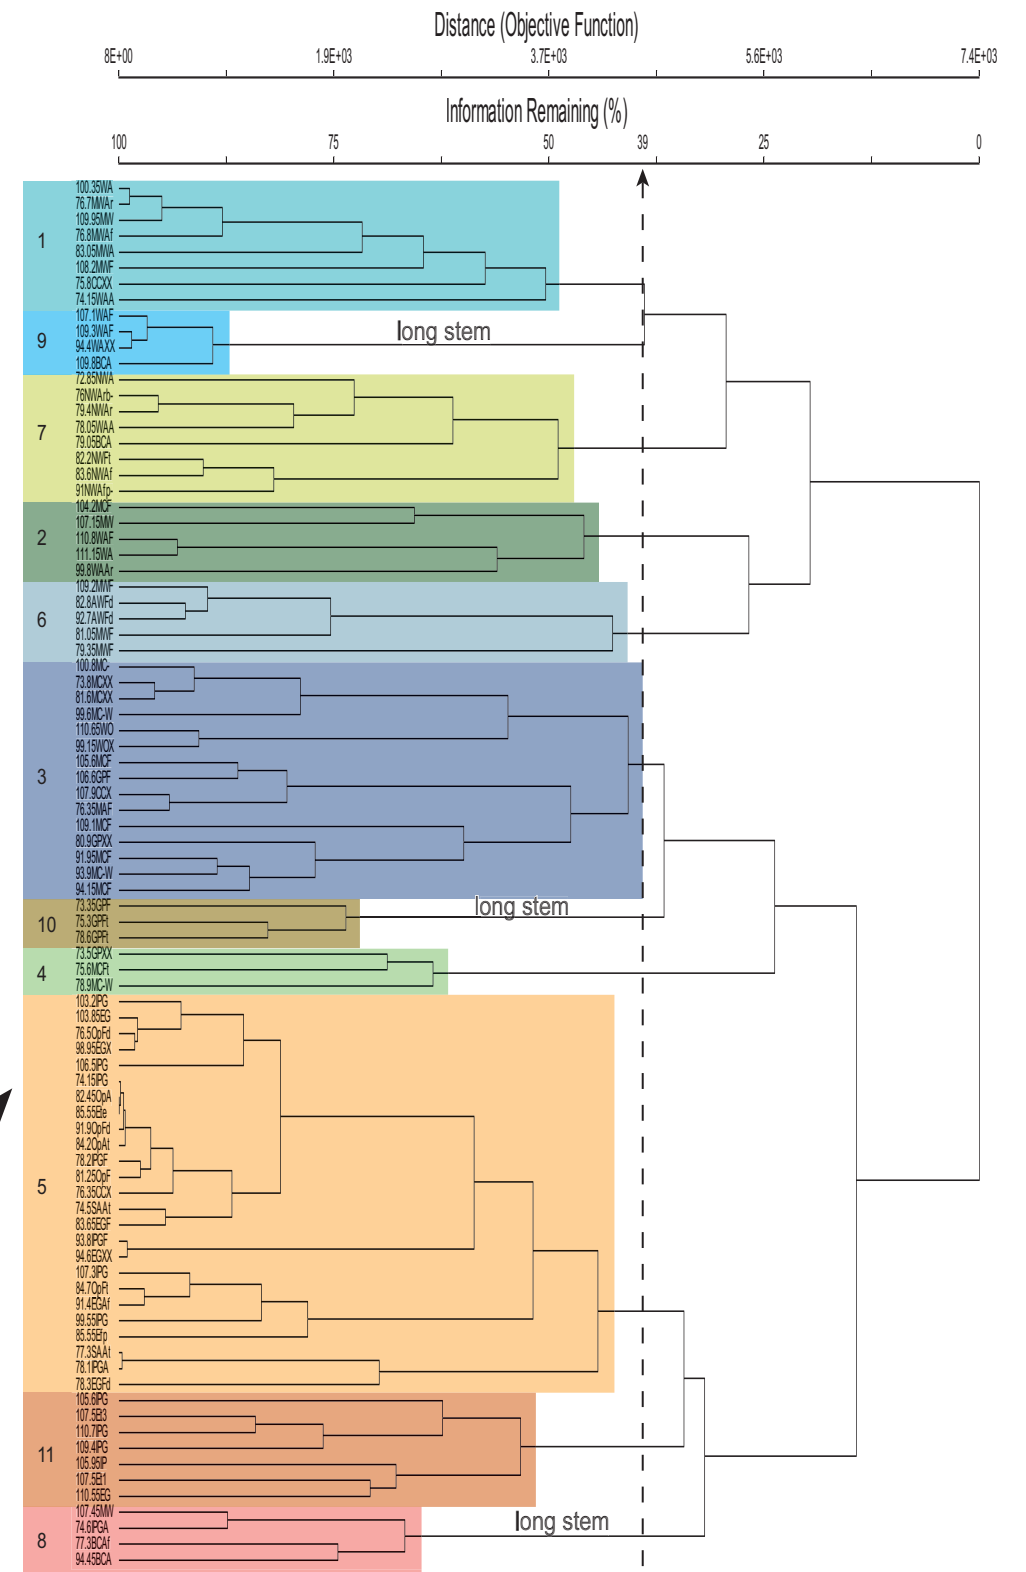 Distance (Objective Function)
8E+00 1.9E+03 3.7E+03 5.6E+03 7.4E+03
Information Remaining (%)
100 75 50 39 25 0
1
100.35WA
76.7MWAr
109.95MW
76.8MWAf
83.05MWA
108.2MWF
75.8CCXX
74.15WAA
9
107.1WAF
109.3WAF
94.4WAXX
109.8BCA
long stem
7
72.85NWA
76NWArb-
79.4NWAr
78.05WAA
79.05BCA
82.2NWFt
83.6NWAf
91NWAfp-
2
104.2MCF
107.15MW
110.8WAF
111.15WA
99.8WAAr
6
109.2MWF
82.8AWFd
92.7AWFd
81.05MWF
79.35MWF
3
100.8MC-
73.8MCXX
81.6MCXX
99.6MC-W
110.65WO
99.15WOX
105.6MCF
106.6GPF
107.9CCX
76.35MAF
109.1MCF
80.9GPXX
91.95MCF
93.9MC-W
94.15MCF
10
73.35GPF
75.3GPFt
78.6GPFt
long stem
4
73.5GPXX
75.6MCFt
78.9MC-W
5
103.2IPG
103.85EG
76.5OpFd
98.95EGX
106.5IPG
74.15IPG
82.45OpA
85.55Ete
91.9OpFd
84.2OpAt
78.2IPGF
81.25OpF
76.35CCX
74.5SAAt
83.65EGF
93.8IPGF
94.6EGXX
107.3IPG
84.7OpFt
91.4EGAf
99.55IPG
85.55Efp
77.3SAAt
78.1IPGA
78.3EGFd
11
105.6IPG
107.5Et3
110.7IPG
109.4IPG
105.95IP
107.5Et1
110.55EG
8
107.45MW
74.6IPGA
77.3BCAf
94.45BCA
long stem